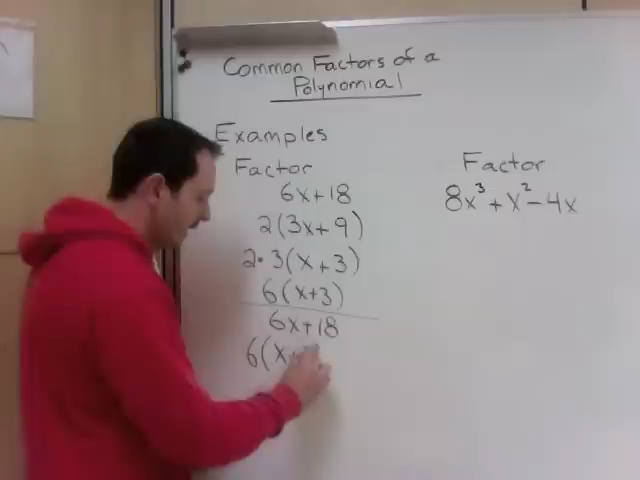 Common Factors of a
Polynomial
Examples
Factor
6x+18
2(3x+9)
2•3(x+3)
6(x+3)
6x+18
6(x
Factor
8x³+x²-4x